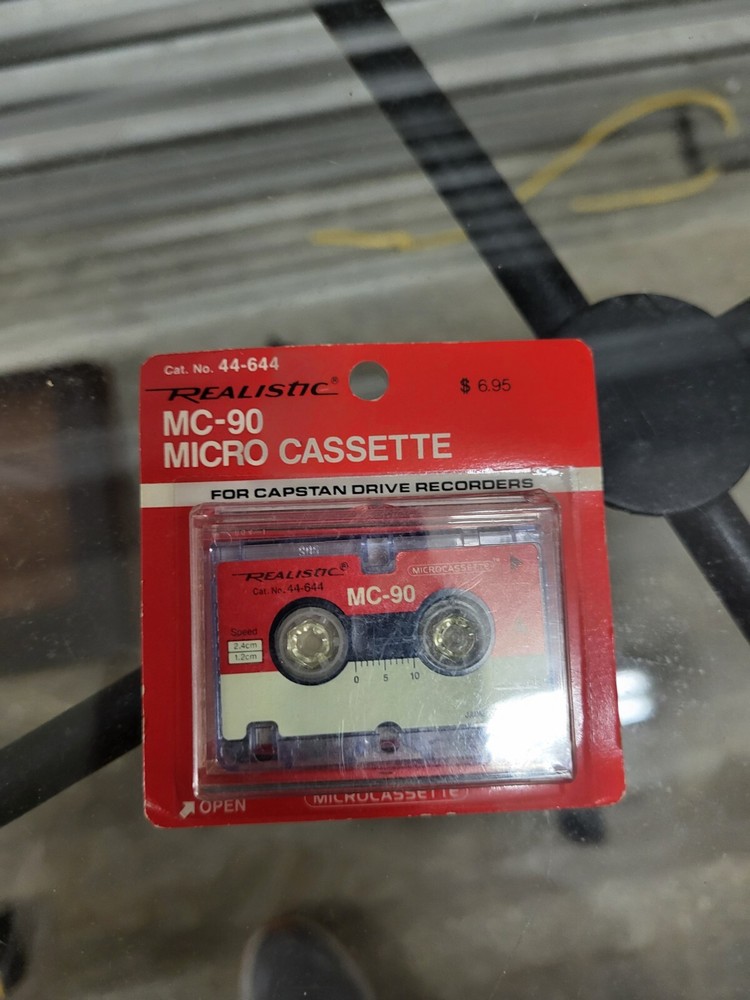 Cat. No. 44-644
REALISTIC®
$ 6.95
MC-90
MICRO CASSETTE
FOR CAPSTAN DRIVE RECORDERS
REALISTIC®
MICROCASSETTE
A
Cat. No. 44-644
MC-90
Speed
2.4cm
1.2cm
0 5 10
OPEN
MICROCASSETTE